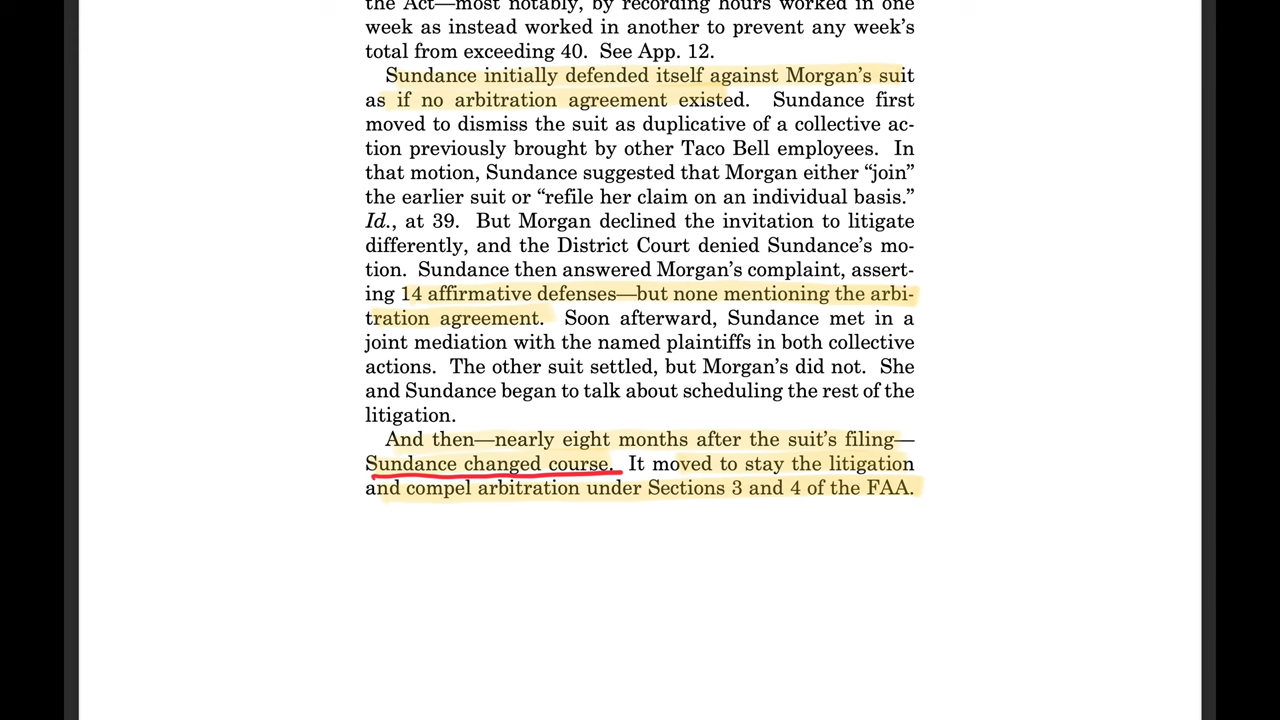 the Act—most notably, by recording hours worked in one
week as instead worked in another to prevent any week’s
total from exceeding 40. See App. 12.
Sundance initially defended itself against Morgan’s suit
as if no arbitration agreement existed. Sundance first
moved to dismiss the suit as duplicative of a collective ac-
tion previously brought by other Taco Bell employees. In
that motion, Sundance suggested that Morgan either “join”
the earlier suit or “refile her claim on an individual basis.”
Id., at 39. But Morgan declined the invitation to litigate
differently, and the District Court denied Sundance’s mo-
tion. Sundance then answered Morgan’s complaint, assert-
ing 14 affirmative defenses—but none mentioning the arbi-
tration agreement. Soon afterward, Sundance met in a
joint mediation with the named plaintiffs in both collective
actions. The other suit settled, but Morgan’s did not. She
and Sundance began to talk about scheduling the rest of the
litigation.
And then—nearly eight months after the suit’s filing—
Sundance changed course. It moved to stay the litigation
and compel arbitration under Sections 3 and 4 of the FAA.